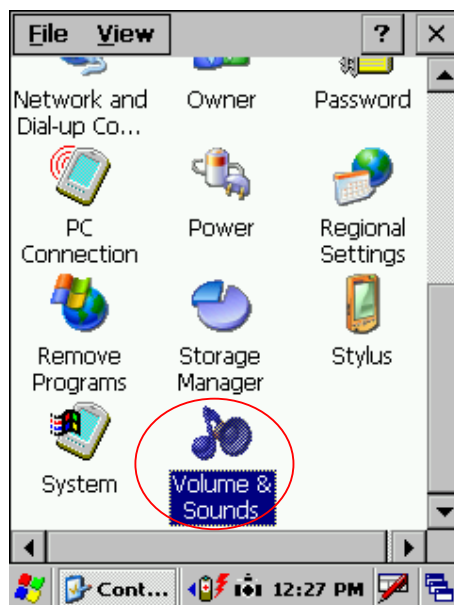 File View ? ×
Network and Dial-up Co...
Owner
Password
PC Connection
Power
Regional Settings
Remove Programs
Storage Manager
Stylus
System
Volume & Sounds
Cont... 12:27 PM